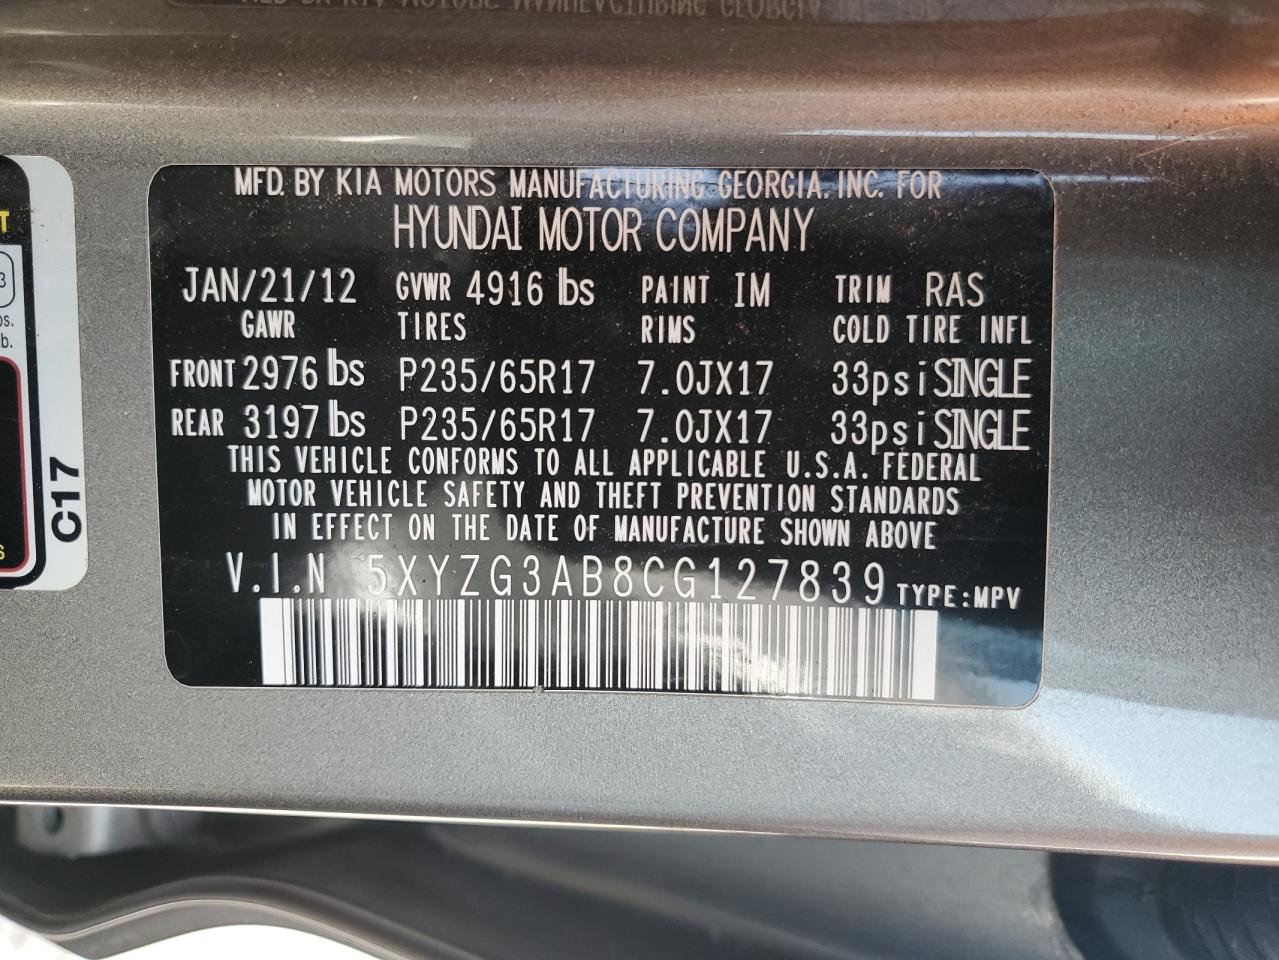 MFD. BY KIA MOTORS MANUFACTURING GEORGIA. INC. FOR
HYUNDAI MOTOR COMPANY
JAN/21/12 GVWR 4916 lbs PAINT IM TRIM RAS
GAWR TIRES RIMS COLD TIRE INFL
FRONT 2976 lbs P235/65R17 7.0JX17 33psi SINGLE
REAR 3197 lbs P235/65R17 7.0JX17 33psi SINGLE
THIS VEHICLE CONFORMS TO ALL APPLICABLE U.S.A. FEDERAL
MOTOR VEHICLE SAFETY AND THEFT PREVENTION STANDARDS
IN EFFECT ON THE DATE OF MANUFACTURE SHOWN ABOVE
V.I.N 5XYZG3AB8CG127839 TYPE:MPV
C17